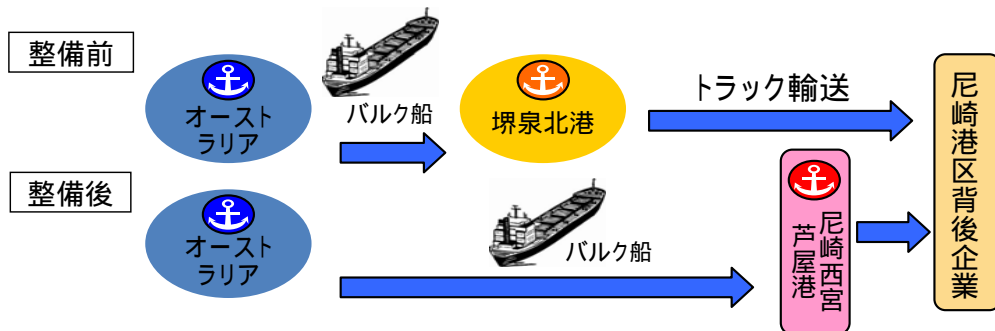 整備前
オースト
ラリア
バルク船
堺泉北港
トラック輸送
尼崎港区背後企業
整備後
オースト
ラリア
バルク船
尼崎西宮
芦屋港